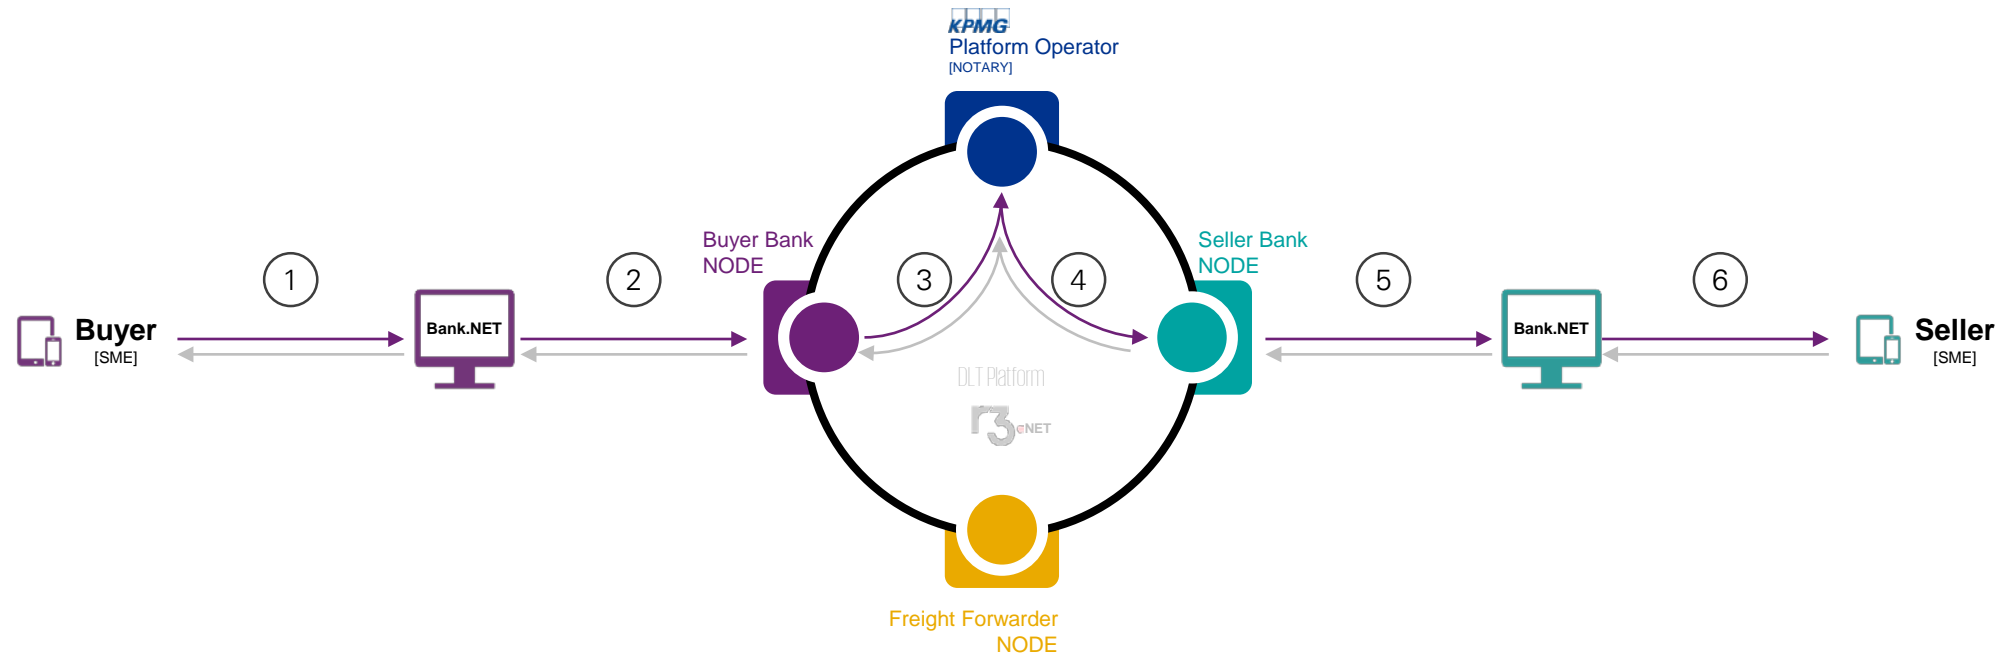 KPMG
Platform Operator
[NOTARY]
Buyer Bank
NODE
Seller Bank
NODE
1
2
3
4
5
6
Buyer
[SME]
Bank.NET
Bank.NET
Seller
[SME]
DLT Platform
r3.NET
Freight Forwarder
NODE